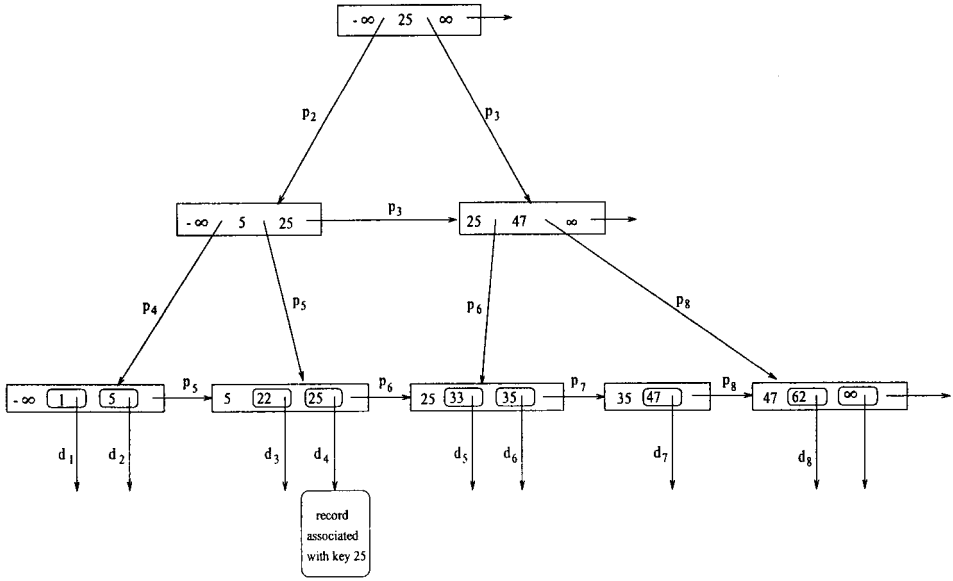 -∞ 25 ∞
p2 p3
-∞ 5 25 p3 25 47 ∞
p4 p5 p6 p8
-∞ 1 5 p5 5 22 25 p6 25 33 35 p7 35 47 p8 47 62 ∞
d1 d2 d3 d4 d5 d6 d7 d8
record
associated
with key 25